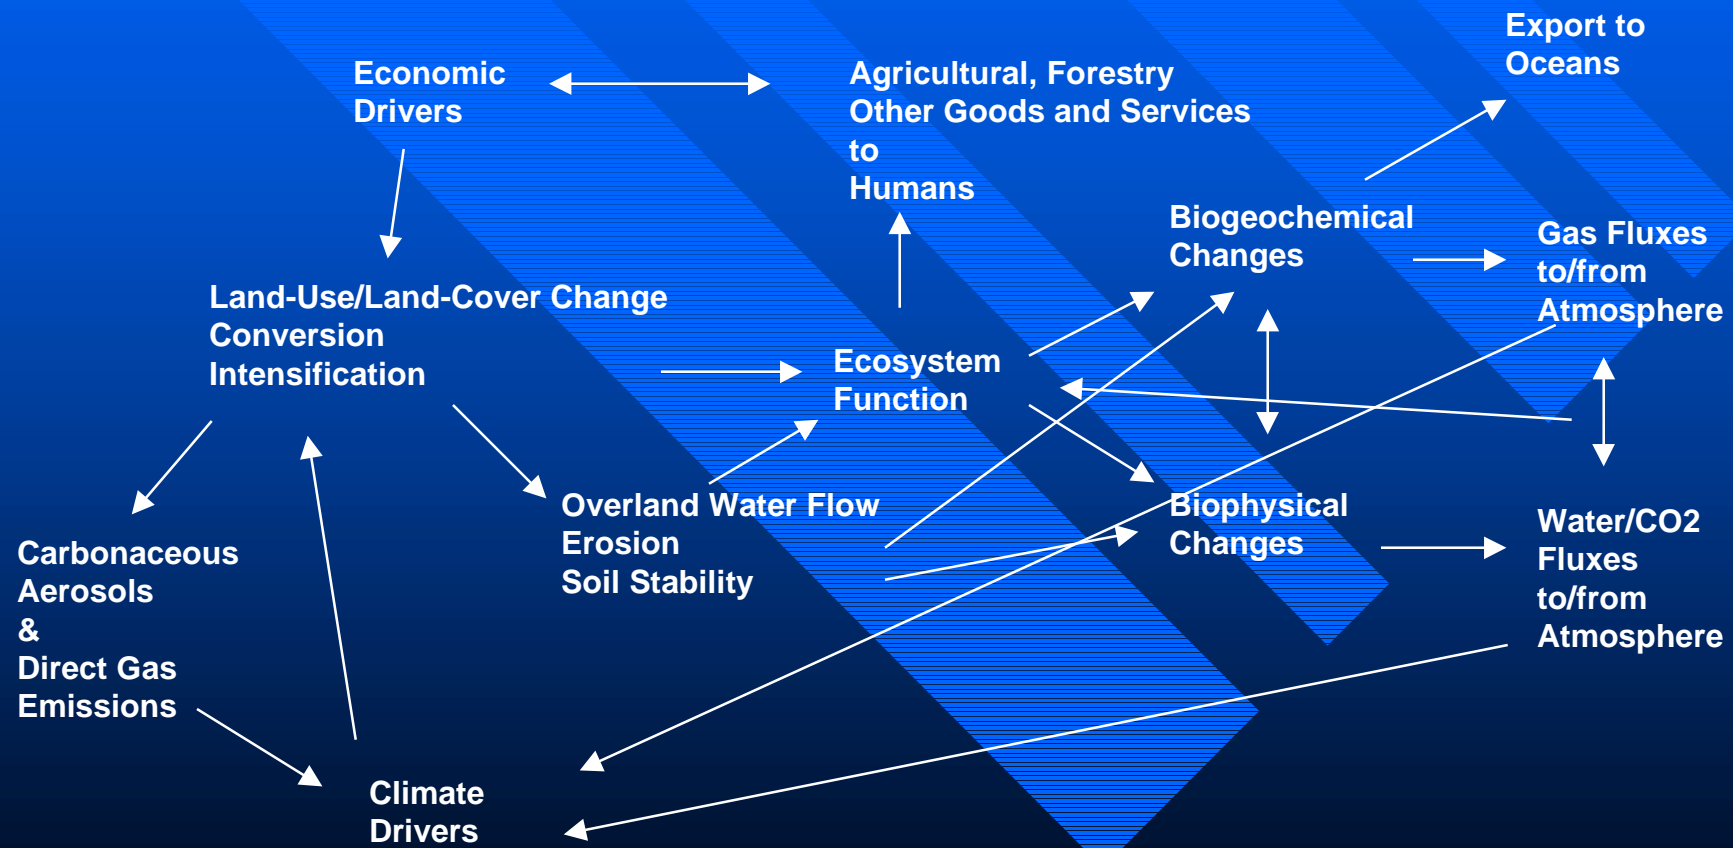 Export to
Oceans
Economic
Drivers
Agricultural, Forestry
Other Goods and Services
to
Humans
Biogeochemical
Changes
Gas Fluxes
to/from
Atmosphere
Land-Use/Land-Cover Change
Conversion
Intensification
Ecosystem
Function
Overland Water Flow
Erosion
Soil Stability
Biophysical
Changes
Water/CO2
Fluxes
to/from
Atmosphere
Carbonaceous
Aerosols
&
Direct Gas
Emissions
Climate
Drivers